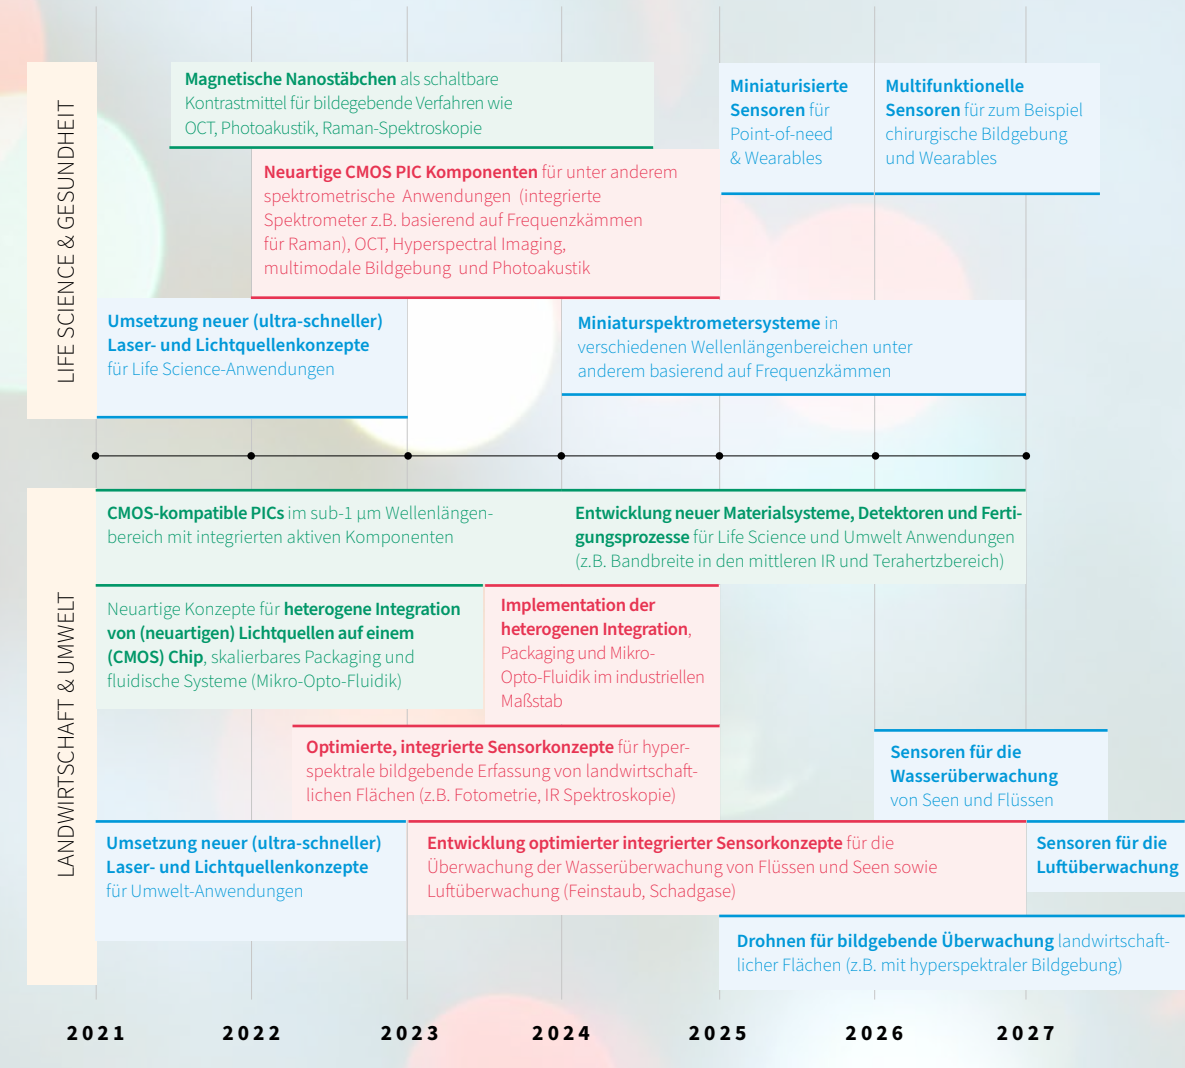 LIFE SCIENCE & GESUNDHEIT
Magnetische Nanostäbchen als schaltbare
Kontrastmittel für bildegebende Verfahren wie
OCT, Photoakustik, Raman-Spektroskopie
Miniaturisierte
Sensoren für
Point-of-need
& Wearables
Multifunktionelle
Sensoren für zum Beispiel
chirurgische Bildgebung
und Wearables
Neuartige CMOS PIC Komponenten für unter anderem
spektrometrische Anwendungen (integrierte
Spektrometer z.B. basierend auf Frequenzkämmen
für Raman), OCT, Hyperspectral Imaging,
multimodale Bildgebung und Photoakustik
Umsetzung neuer (ultra-schneller)
Laser- und Lichtquellenkonzepte
für Life Science-Anwendungen
Miniaturspektrometersysteme in
verschiedenen Wellenlängenbereichen unter
anderem basierend auf Frequenzkämmen
LANDWIRTSCHAFT & UMWELT
CMOS-kompatible PICs im sub-1 µm Wellenlängen-
bereich mit integrierten aktiven Komponenten
Entwicklung neuer Materialsysteme, Detektoren und Ferti-
gungsprozesse für Life Science und Umwelt Anwendungen
(z.B. Bandbreite in den mittleren IR und Terahertzbereich)
Neuartige Konzepte für heterogene Integration
von (neuartigen) Lichtquellen auf einem
(CMOS) Chip, skalierbares Packaging und
fluidische Systeme (Mikro-Opto-Fluidik)
Implementation der
heterogenen Integration,
Packaging und Mikro-
Opto-Fluidik im industriellen
Maßstab
Optimierte, integrierte Sensorkonzepte für hyper-
spektrale bildgebende Erfassung von landwirtschaft-
lichen Flächen (z.B. Fotometrie, IR Spektroskopie)
Sensoren für die
Wasserüberwachung
von Seen und Flüssen
Umsetzung neuer (ultra-schneller)
Laser- und Lichtquellenkonzepte
für Umwelt-Anwendungen
Entwicklung optimierter integrierter Sensorkonzepte für die
Überwachung der Wasserüberwachung von Flüssen und Seen sowie
Luftüberwachung (Feinstaub, Schadgase)
Sensoren für die
Luftüberwachung
Drohnen für bildgebende Überwachung landwirtschaft-
licher Flächen (z.B. mit hyperspektraler Bildgebung)
2021 2022 2023 2024 2025 2026 2027